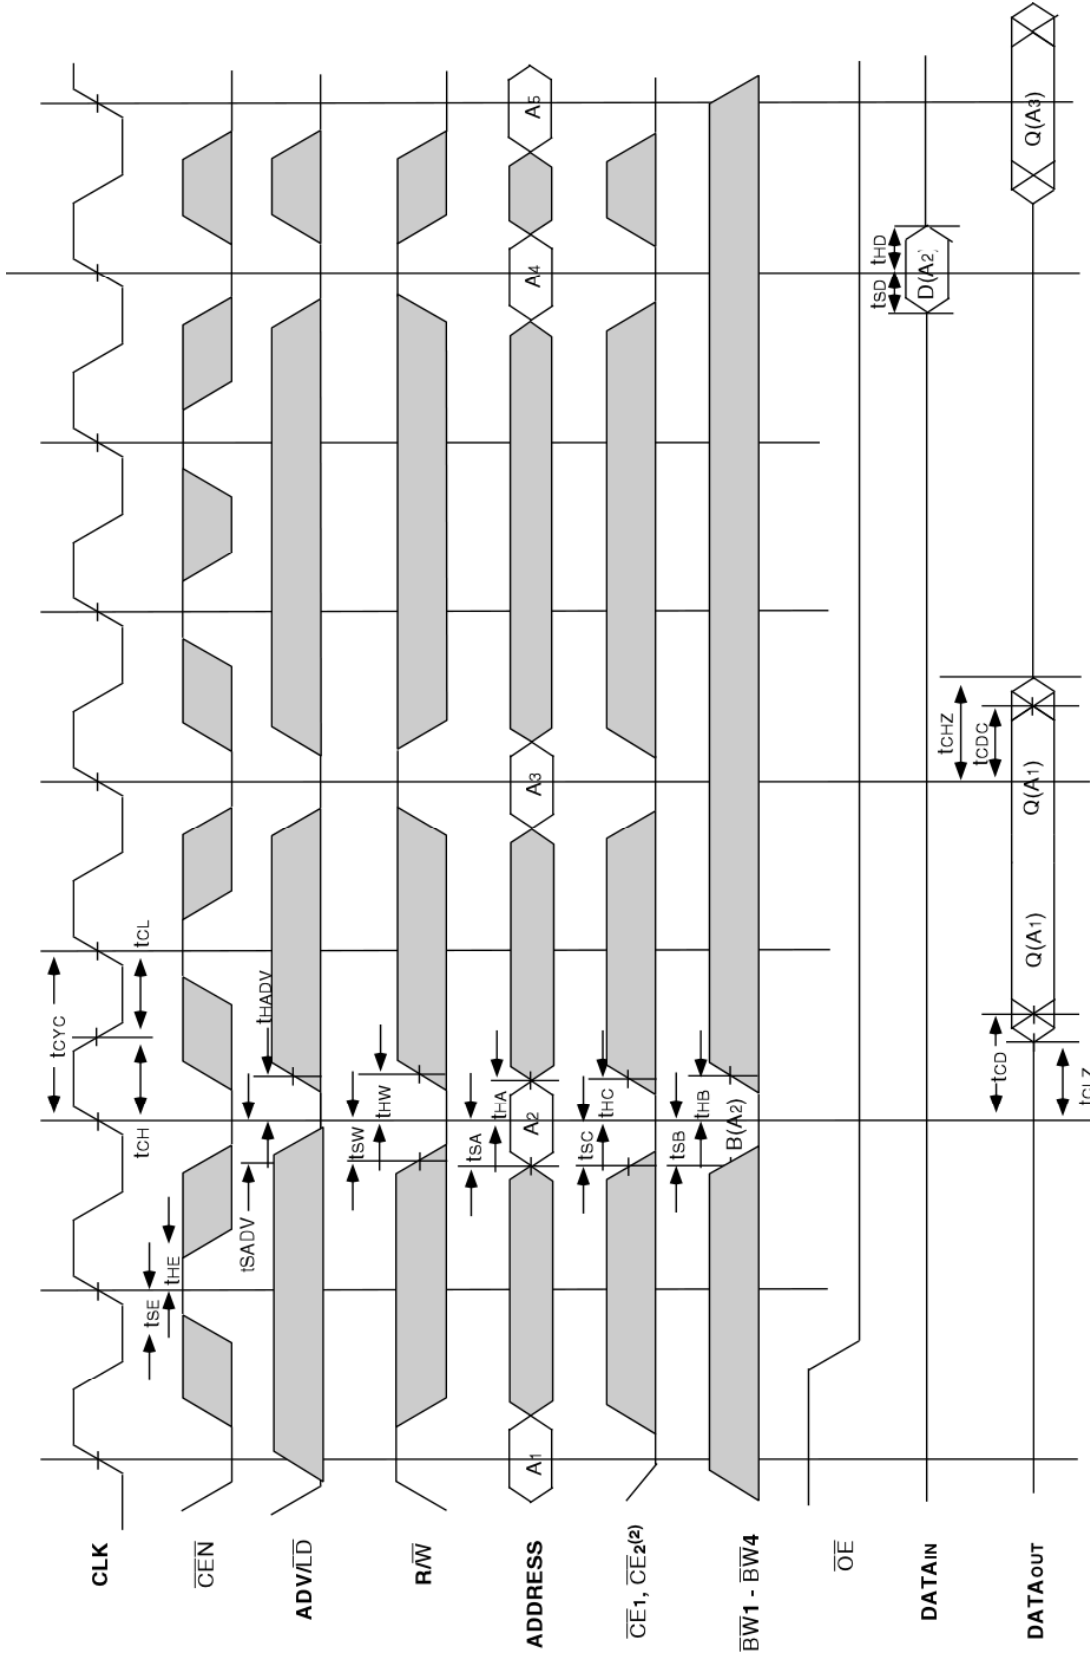 CLK
tSE
tHE
tCH
tCYC
tCL
CEN
ADV/LD
tSADV
tHADV
R/W
tSW
tHW
ADDRESS
A1
tSA
tHA
A2
A3
A4
A5
CE1, CE2(2)
tSC
tHC
BW1 - BW4
tSB
tHB
B(A2)
OE
DATAIN
tSD
tHD
D(A2)
tCHZ
tCDC
DATAOUT
tCD
tCLZ
Q(A1)
Q(A1)
Q(A3)